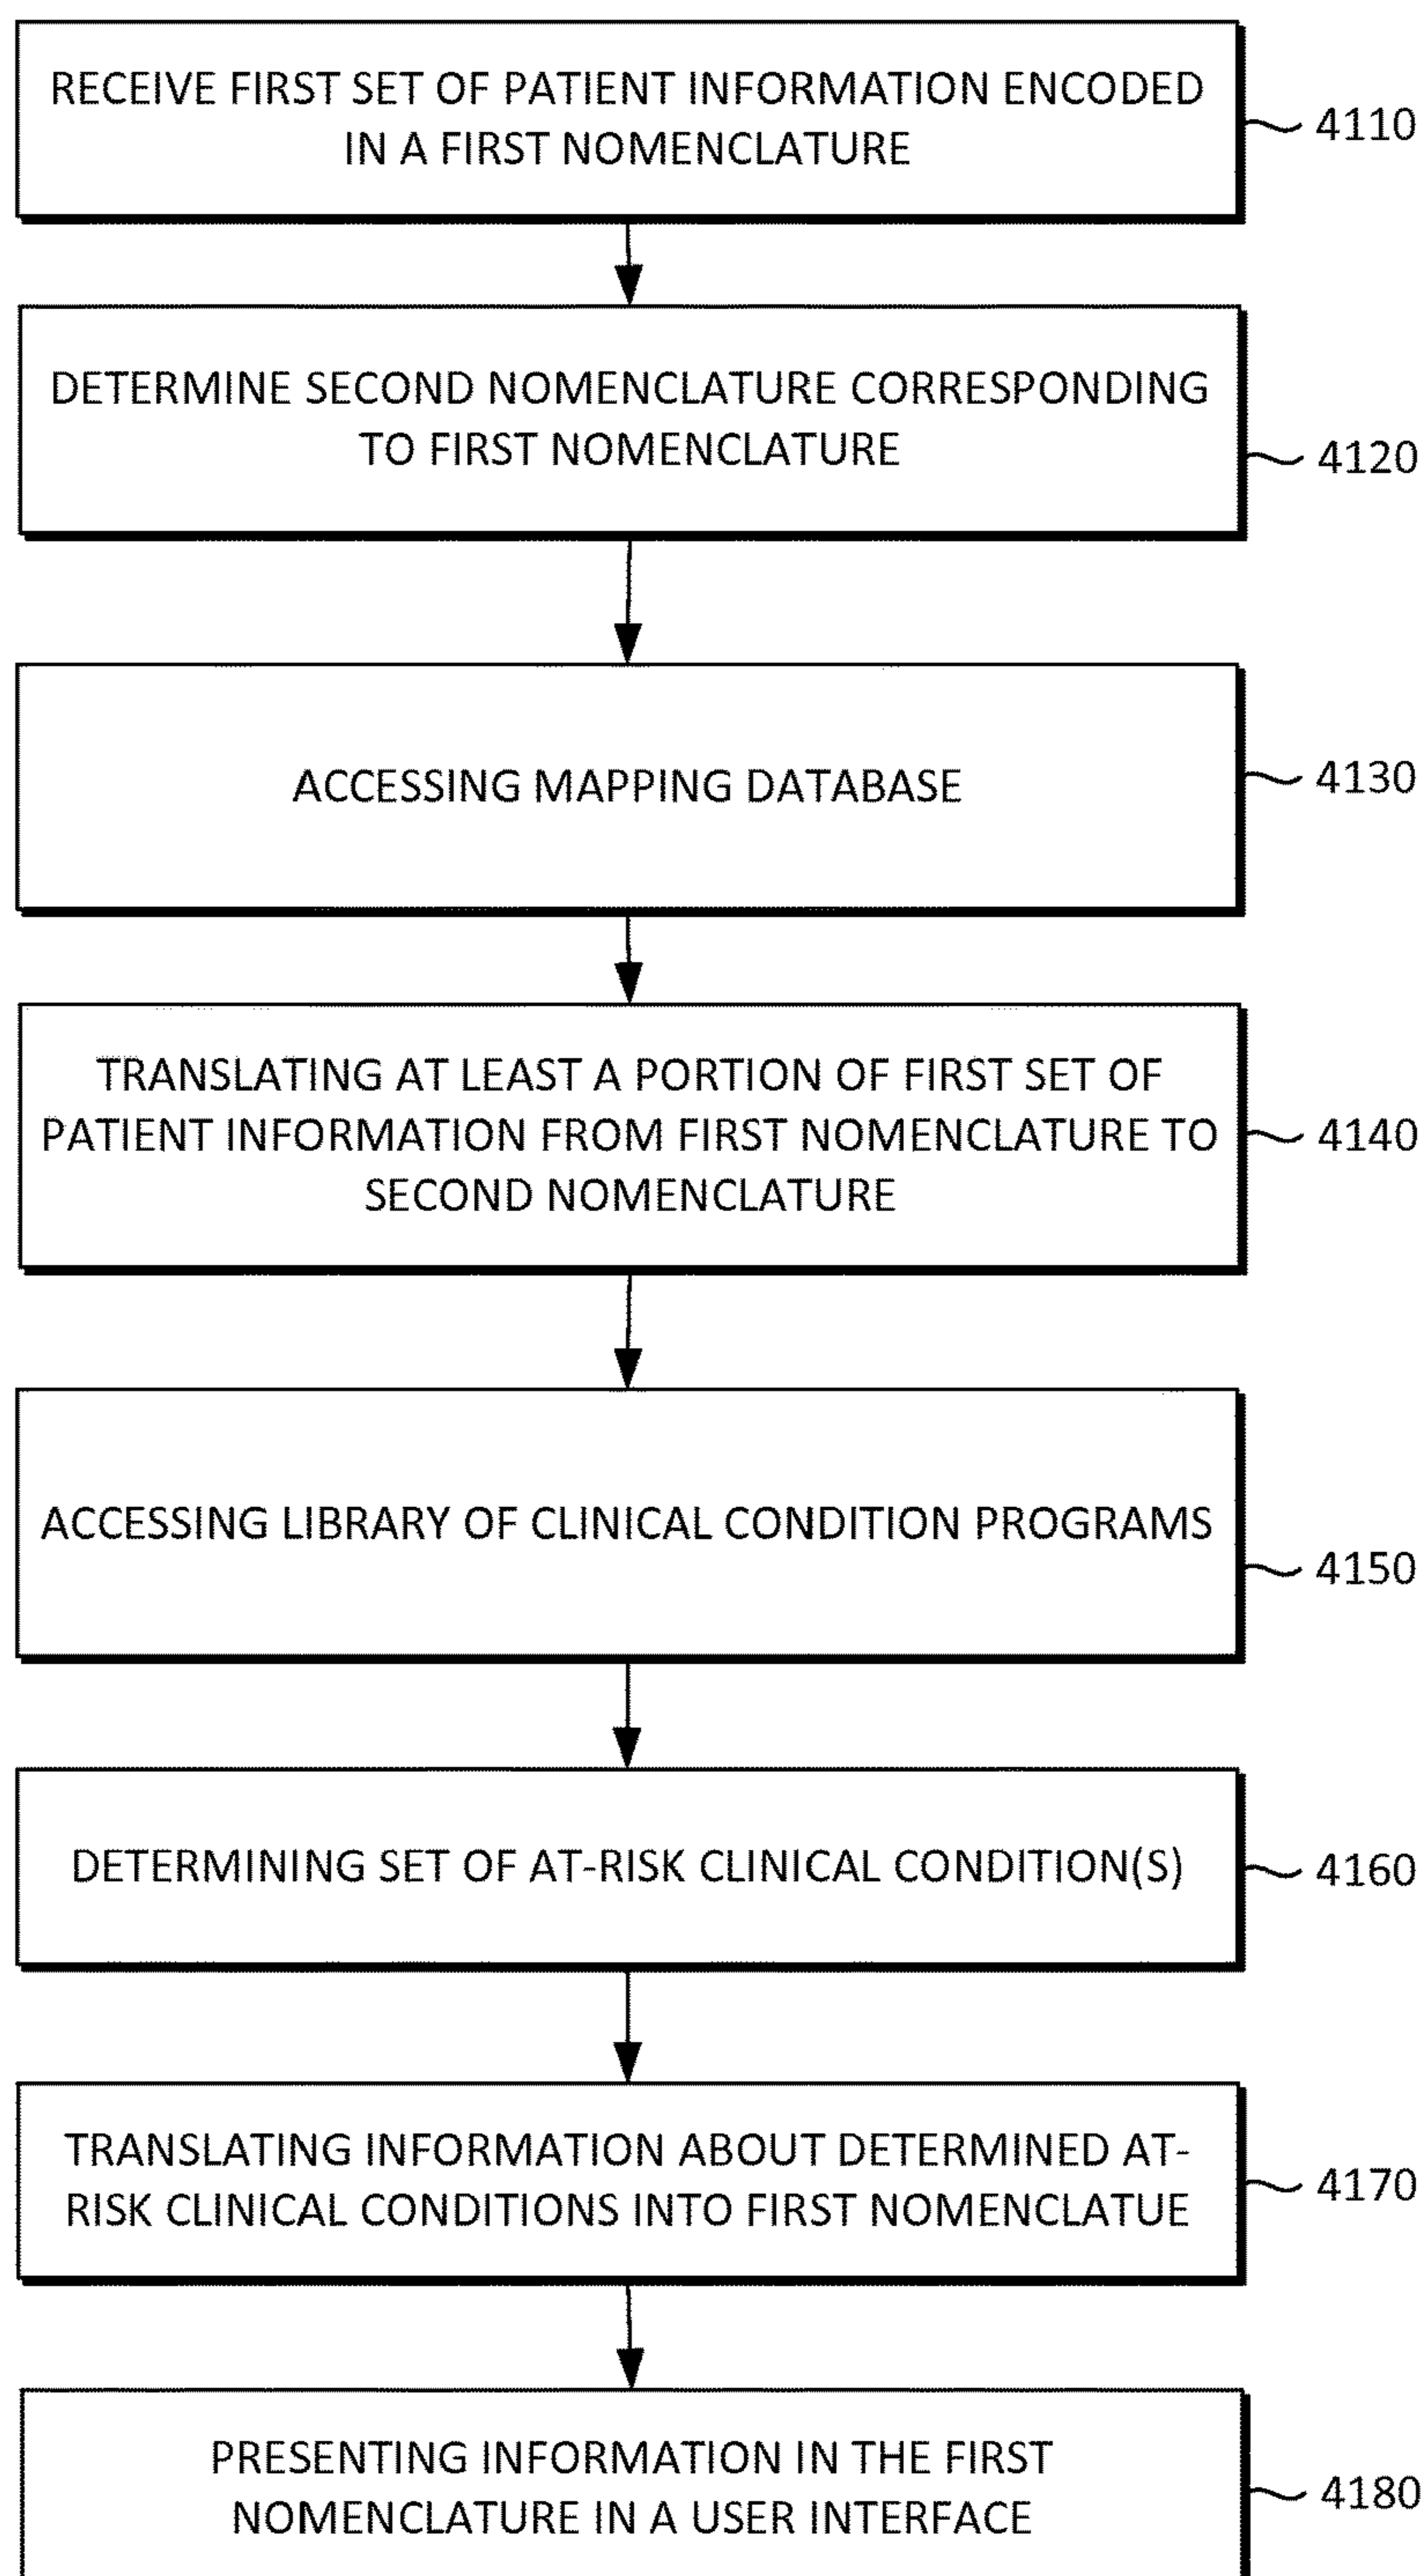 RECEIVE FIRST SET OF PATIENT INFORMATION ENCODED
IN A FIRST NOMENCLATURE
4110
DETERMINE SECOND NOMENCLATURE CORRESPONDING
TO FIRST NOMENCLATURE
4120
ACCESSING MAPPING DATABASE
4130
TRANSLATING AT LEAST A PORTION OF FIRST SET OF
PATIENT INFORMATION FROM FIRST NOMENCLATURE TO
SECOND NOMENCLATURE
4140
ACCESSING LIBRARY OF CLINICAL CONDITION PROGRAMS
4150
DETERMINING SET OF AT-RISK CLINICAL CONDITION(S)
4160
TRANSLATING INFORMATION ABOUT DETERMINED AT-
RISK CLINICAL CONDITIONS INTO FIRST NOMENCLATUE
4170
PRESENTING INFORMATION IN THE FIRST
NOMENCLATURE IN A USER INTERFACE
4180